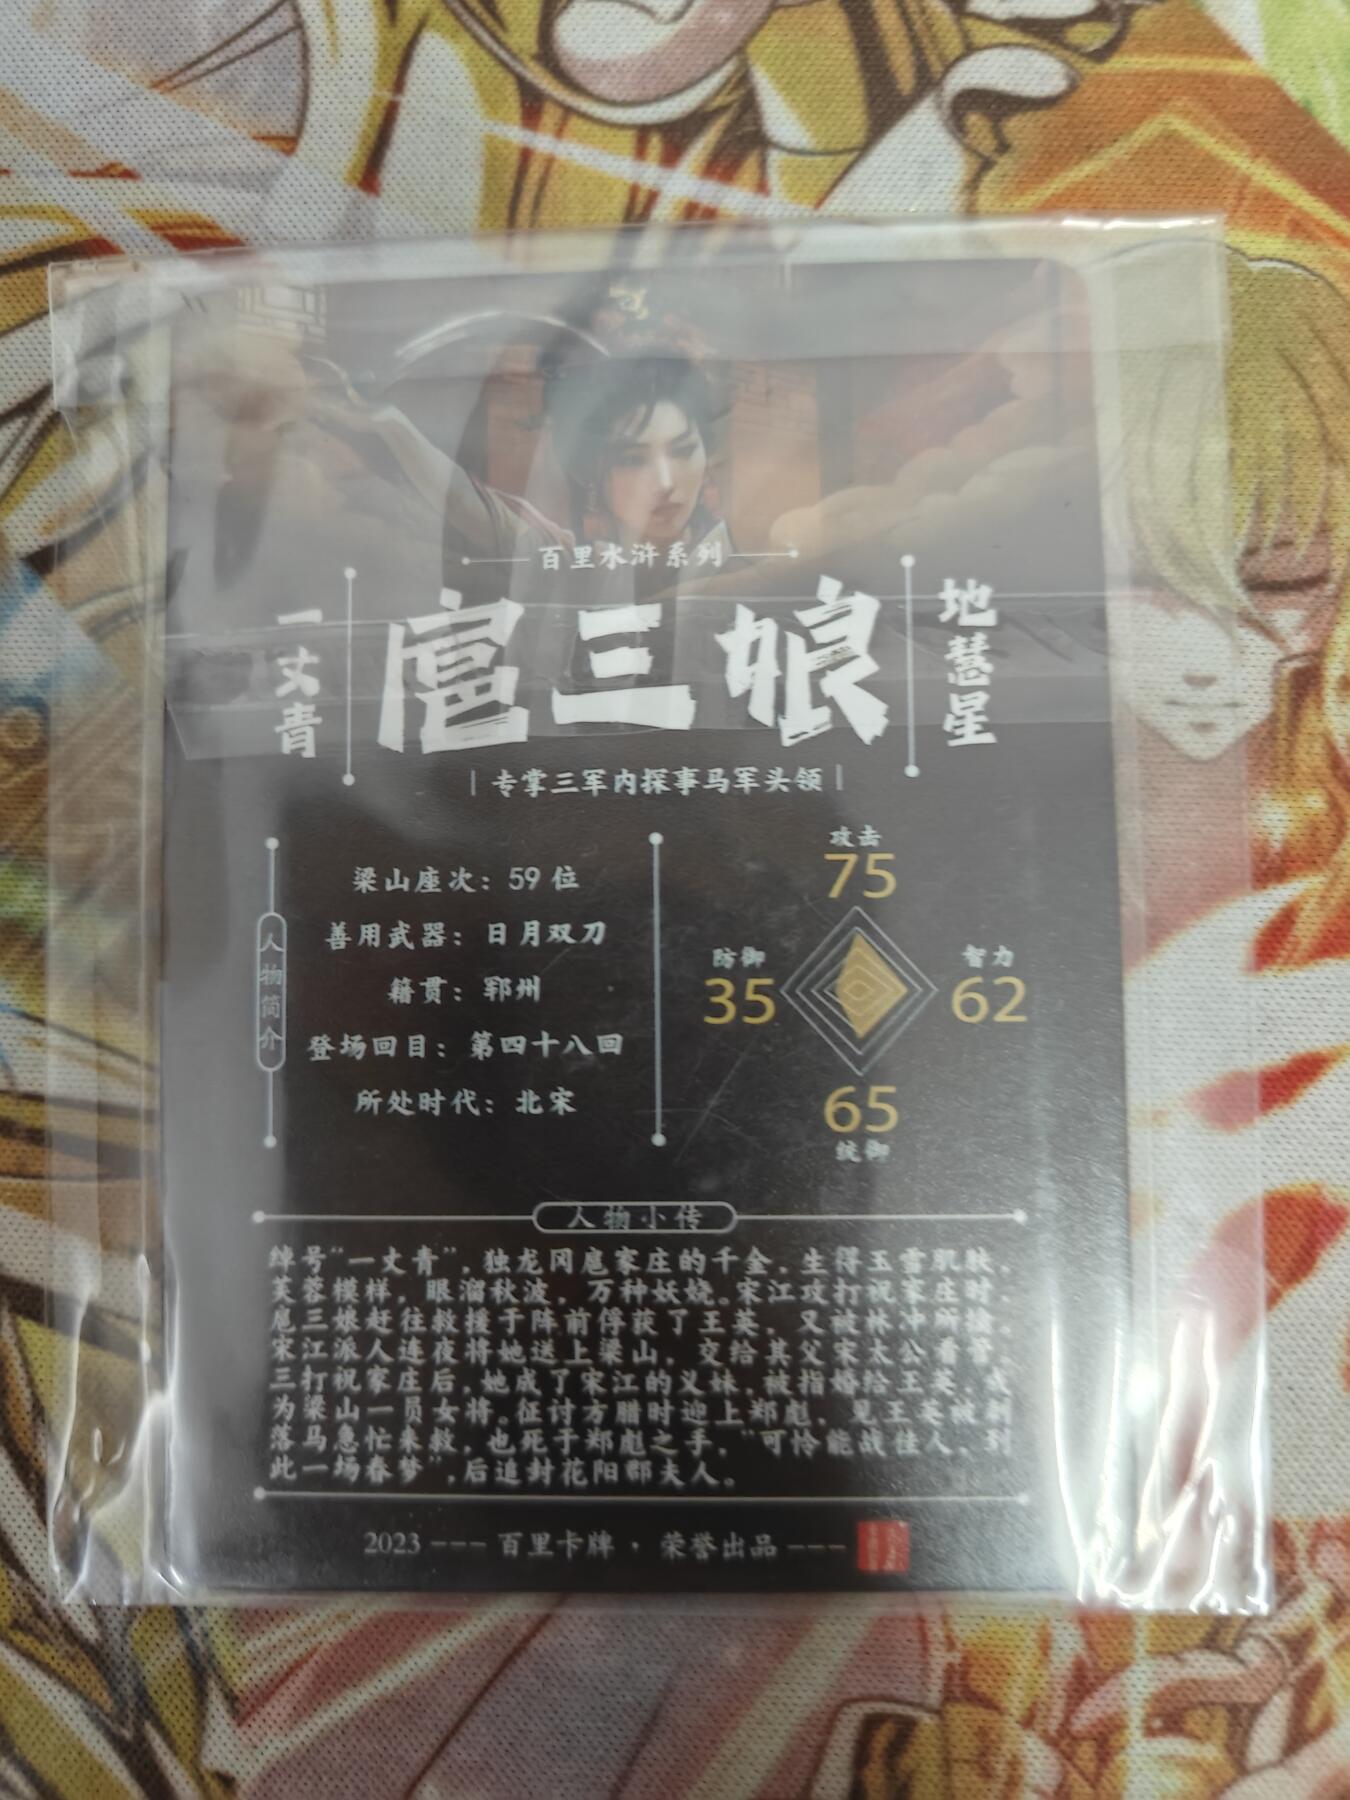 百里水浒系列
一丈青
扈三娘
地慧星
专掌三军内探事马军头领
人物简介
梁山座次：59位
善用武器：日月双刀
籍贯：郓州
登场回目：第四十八回
所处时代：北宋
攻击
75
防御
35
智力
62
65
统御
人物小传
绰号“一丈青”，独龙冈扈家庄的千金，生得玉雪肌肤，
芙蓉模样，眼溜秋波，万种妖娆。宋江攻打祝家庄时，
扈三娘赶往救援于阵前俘获了王英，又被林冲所擒。
宋江派人连夜将她送上梁山，交给其父宋太公看管。
三打祝家庄后，她成了宋江的义妹，被指婚给王英，成
为梁山一员女将。征讨方腊时迎上郑彪，见王英被刺
落马急忙来救，也死于郑彪之手，“可怜能战佳人，到
此一场春梦”，后追封花阳郡夫人。
2023 --- 百里卡牌 · 荣誉出品 ---